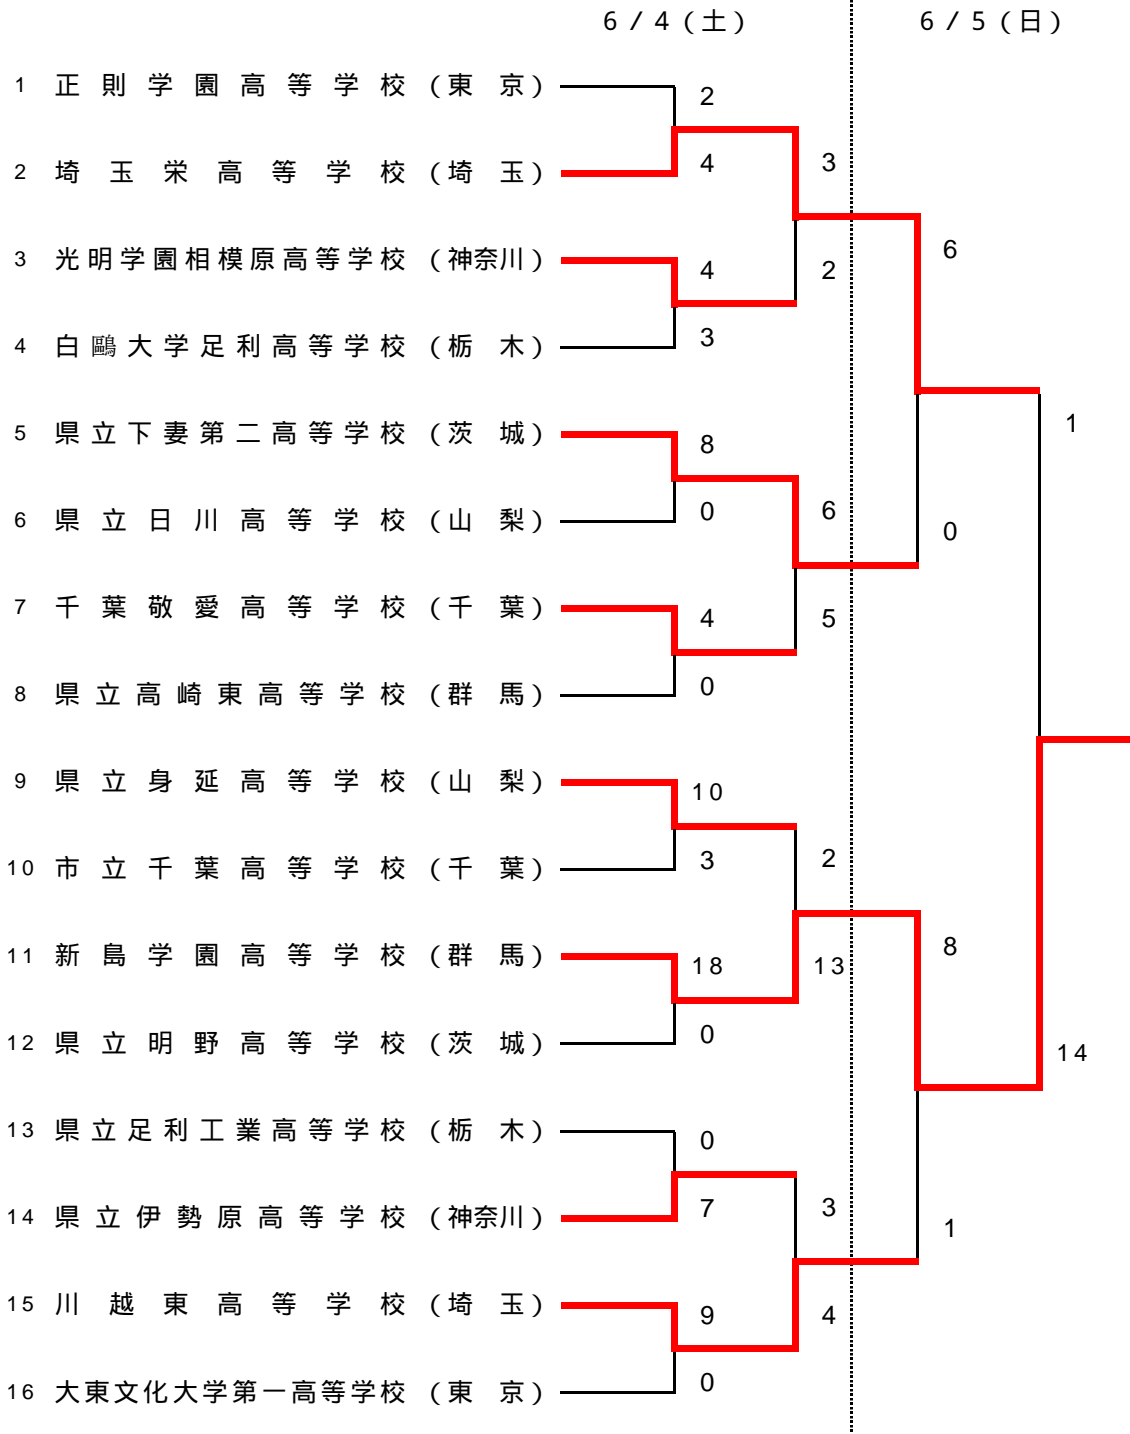 6/4(土) 6/5(日)
1 正則学園高等学校 (東京) 2
2 埼玉栄高等学校 (埼玉) 4 3
3 光明学園相模原高等学校 (神奈川) 4 2 6
4 白鷗大学足利高等学校 (栃木) 3
5 県立下妻第二高等学校 (茨城) 8 1
6 県立日川高等学校 (山梨) 0 6 0
7 千葉敬愛高等学校 (千葉) 4 5
8 県立高崎東高等学校 (群馬) 0
9 県立身延高等学校 (山梨) 10
10 市立千葉高等学校 (千葉) 3 2
11 新島学園高等学校 (群馬) 18 13 8
12 県立明野高等学校 (茨城) 0 14
13 県立足利工業高等学校 (栃木) 0
14 県立伊勢原高等学校 (神奈川) 7 3 1
15 川越東高等学校 (埼玉) 9 4
16 大東文化大学第一高等学校 (東京) 0